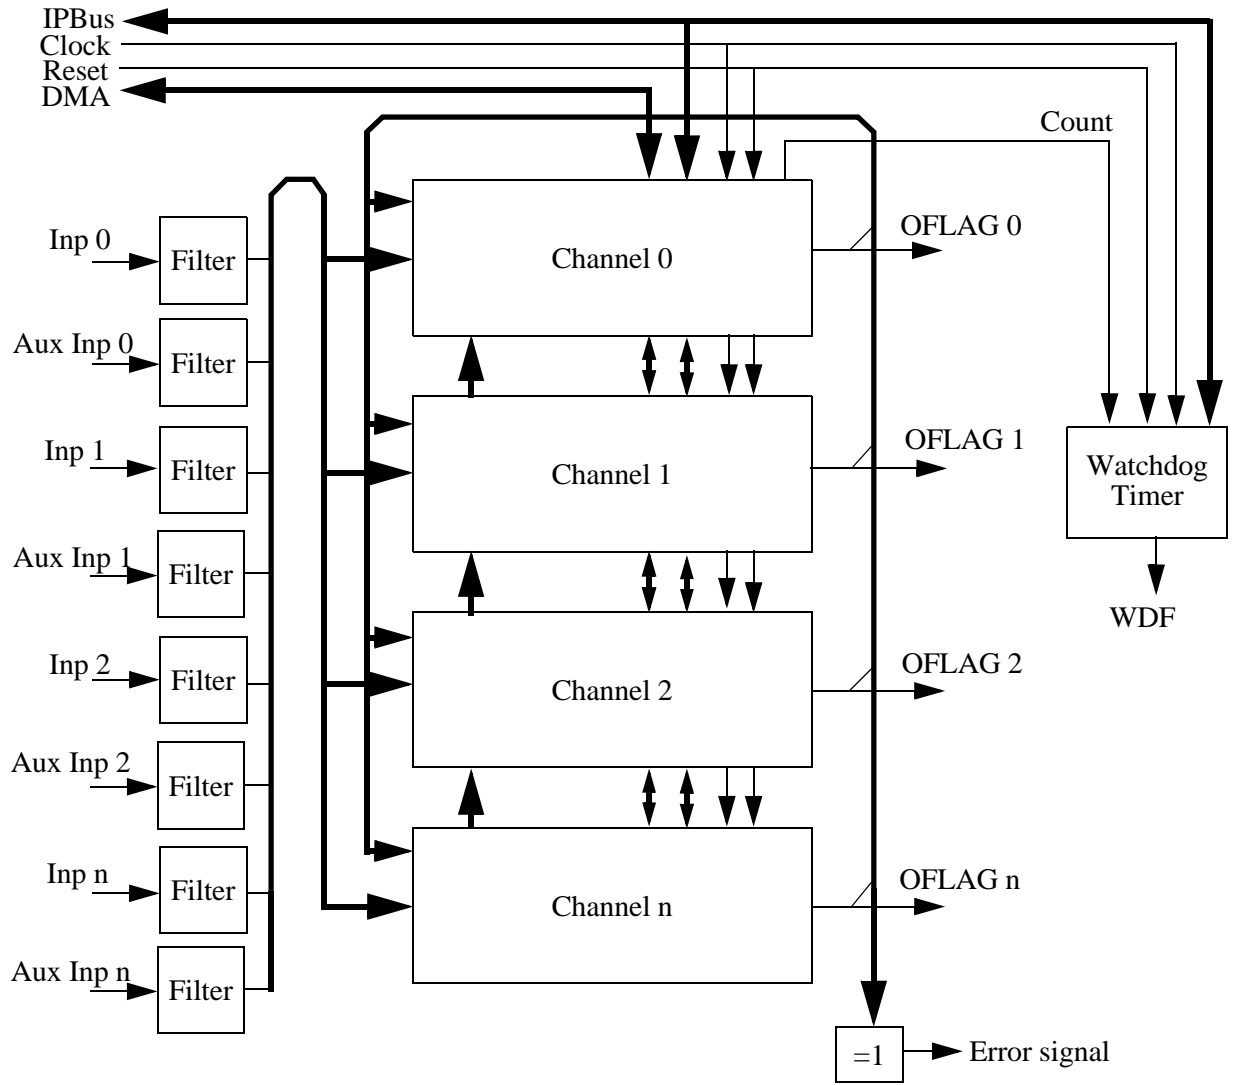 IPBus
Clock
Reset
DMA
Count
Inp 0
Filter
Channel 0
OFLAG 0
Aux Inp 0
Filter
Inp 1
Filter
Channel 1
OFLAG 1
Watchdog
Timer
Aux Inp 1
Filter
WDF
Inp 2
Filter
Channel 2
OFLAG 2
Aux Inp 2
Filter
Inp n
Filter
Channel n
OFLAG n
Aux Inp n
Filter
=1
Error signal